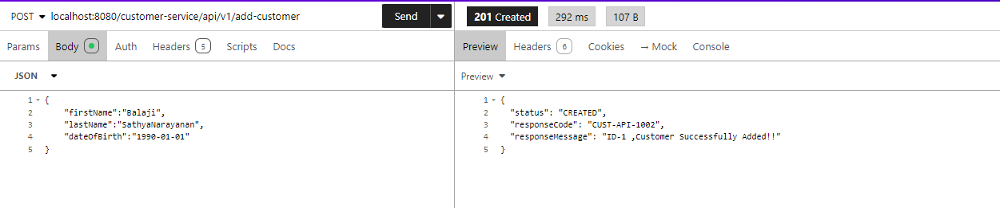 POST localhost:8080/customer-service/api/v1/add-customer Send
201 Created 292 ms 107 B
Params Body Auth Headers 5 Scripts Docs
Preview Headers 6 Cookies → Mock Console
JSON
Preview
1 {
2 "firstName":"Balaji",
3 "lastName":"SathyaNarayanan",
4 "dateOfBirth":"1990-01-01"
5 }
1 {
2 "status": "CREATED",
3 "responseCode": "CUST-API-1002",
4 "responseMessage": "ID-1 ,Customer Successfully Added!!"
5 }